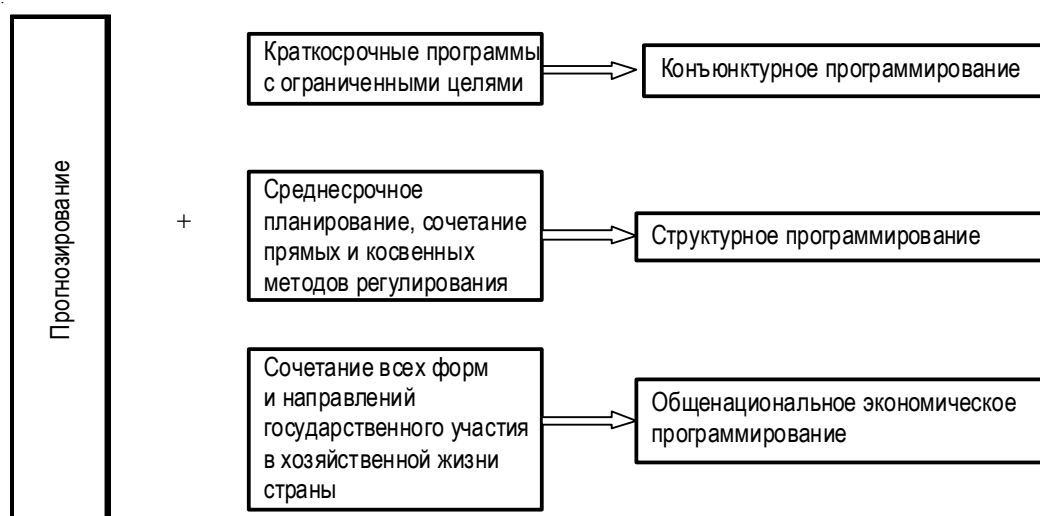 Прогнозирование
+
Краткосрочные программы
с ограниченными целями
Конъюнктурное программирование
Среднесрочное
планирование, сочетание
прямых и косвенных
методов регулирования
Структурное программирование
Сочетание всех форм
и направлений
государственного участия
в хозяйственной жизни
страны
Общенациональное экономическое
программирование